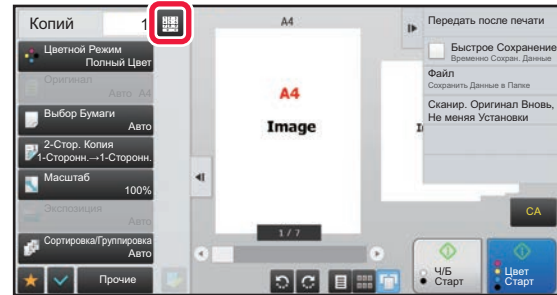 Копий 1
Цветной Режим
Полный Цвет
Оригинал
Авто A4
Выбор Бумаги
Авто
2-Стор. Копия
1-Сторонн.→1-Сторонн.
Масштаб
100%
Экспозиция
Авто
Сортировка/Группировка
Авто
Прочие
A4
A4
Image
1 / 7
Передать после печати
Быстрое Сохранение
Временно Сохран. Данные
Файл
Сохранить Данные в Папке
Сканир. Оригинал Вновь,
Не меняя Установки
CA
Ч/Б
Старт
Цвет
Старт